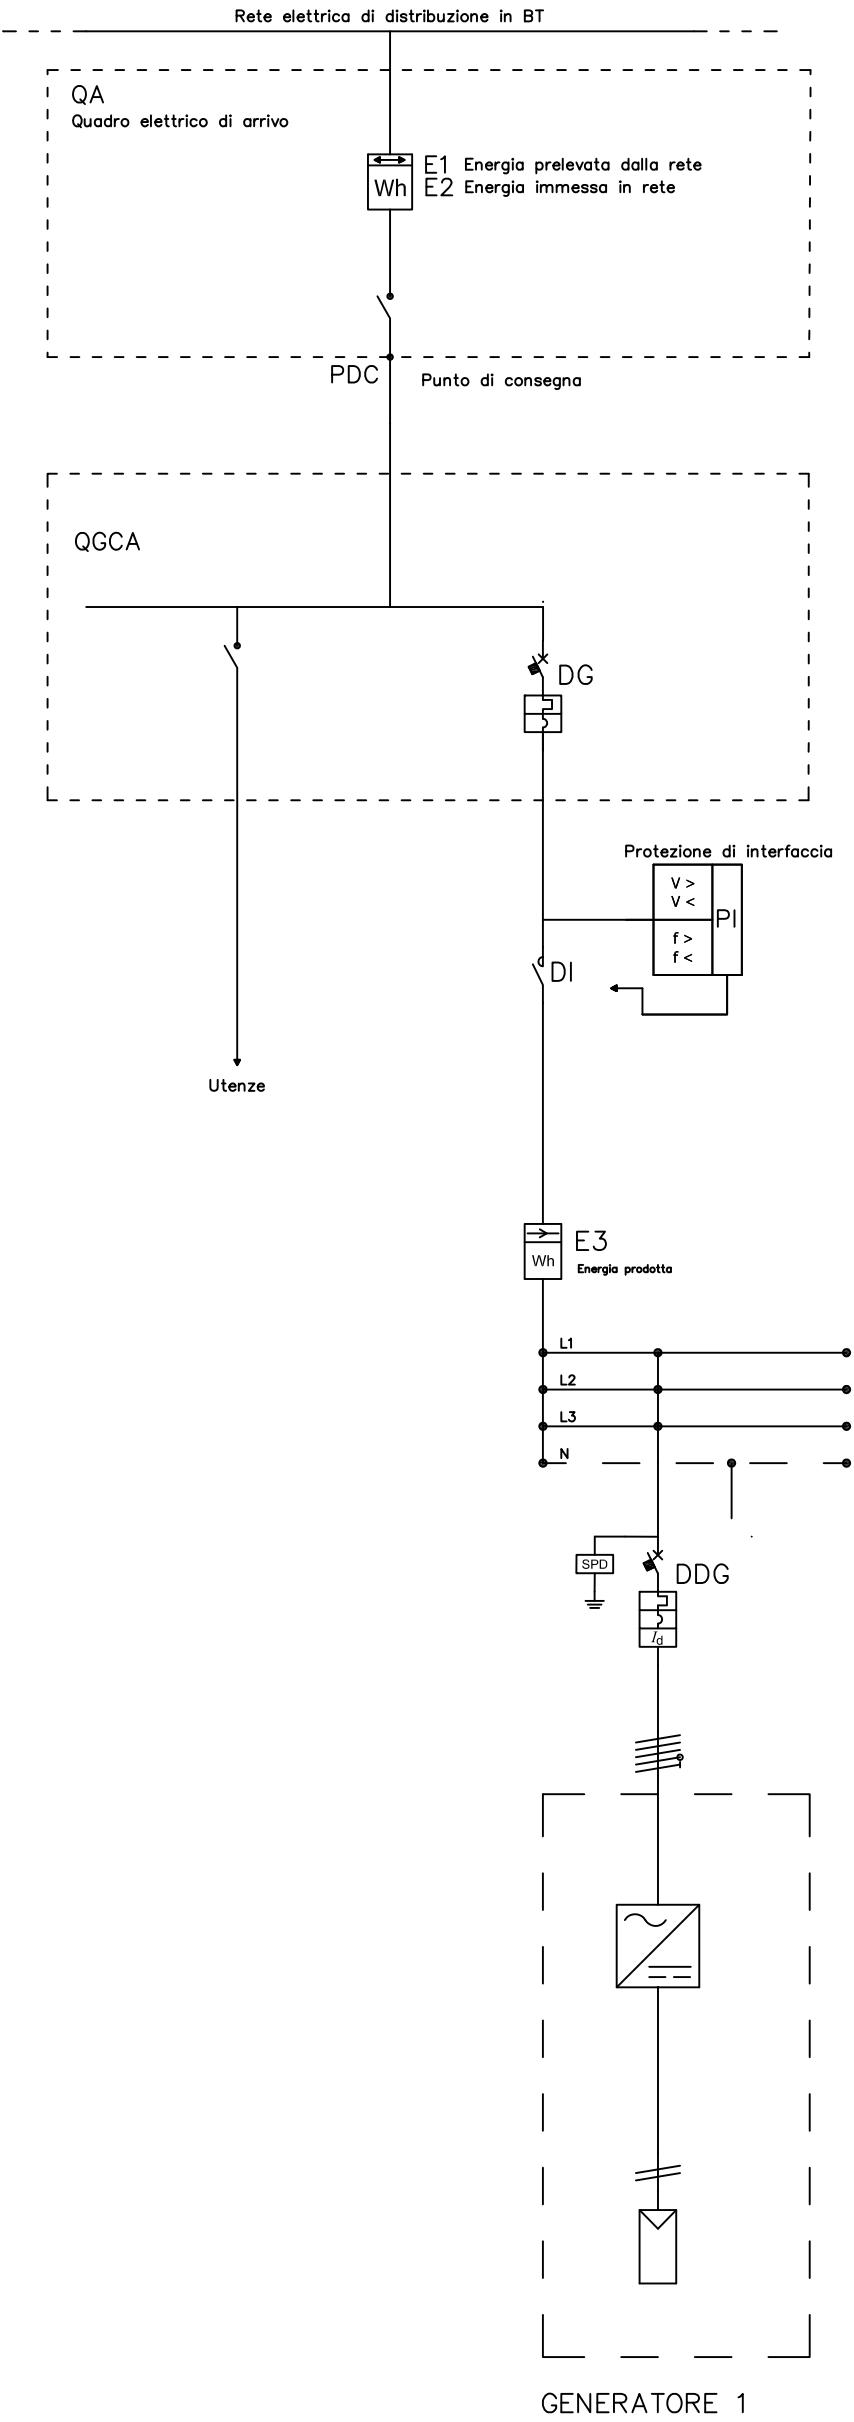 Rete elettrica di distribuzione in BT
QA
Quadro elettrico di arrivo
E1 Energia prelevata dalla rete
Wh E2 Energia immessa in rete
PDC Punto di consegna
QGCA
DG
Protezione di interfaccia
V >
V <
PI
f >
f <
DI
Utenze
E3
Wh
Energia prodotta
L1
L2
L3
N
SPD
DDG
Id
GENERATORE 1